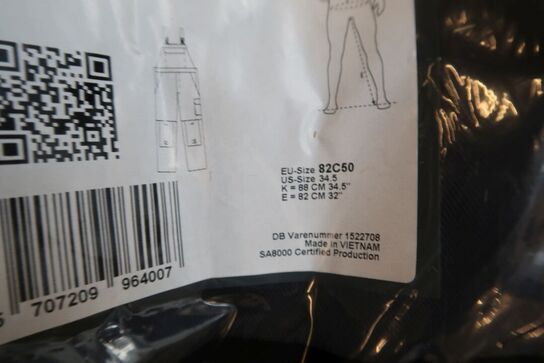 EU-Size 82C50
US-Size 34.5
K = 88 CM 34.5"
E = 82 CM 32"
DB Varenummer 1522708
Made in VIETNAM
SA8000 Certified Production
707209 964007